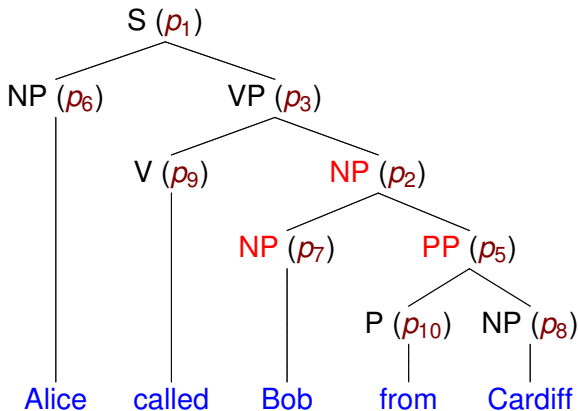 S (p₁)
NP (p₆) VP (p₃)
V (p₉) NP (p₂)
NP (p₇) PP (p₅)
P (p₁₀) NP (p₈)
Alice called Bob from Cardiff